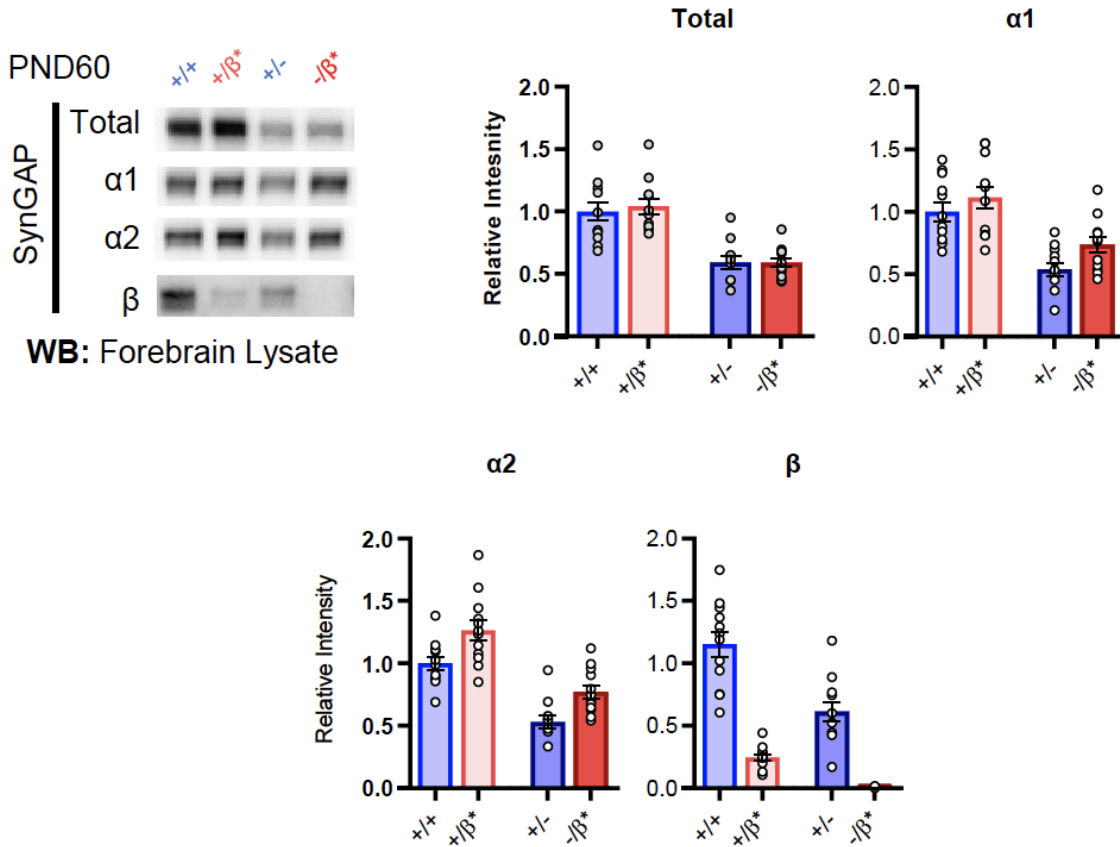 PND60
+/+ +/β* +/- -/β*
SynGAP
Total
α1
α2
β
WB: Forebrain Lysate
Total
Relative Intesnity
2.0
1.5
1.0
0.5
0.0
+/+ +/β* +/- -/β*
α1
2.0
1.5
1.0
0.5
0.0
+/+ +/β* +/- -/β*
α2
Relative Intensity
2.0
1.5
1.0
0.5
0.0
+/+ +/β* +/- -/β*
β
2.0
1.5
1.0
0.5
0.0
+/+ +/β* +/- -/β*